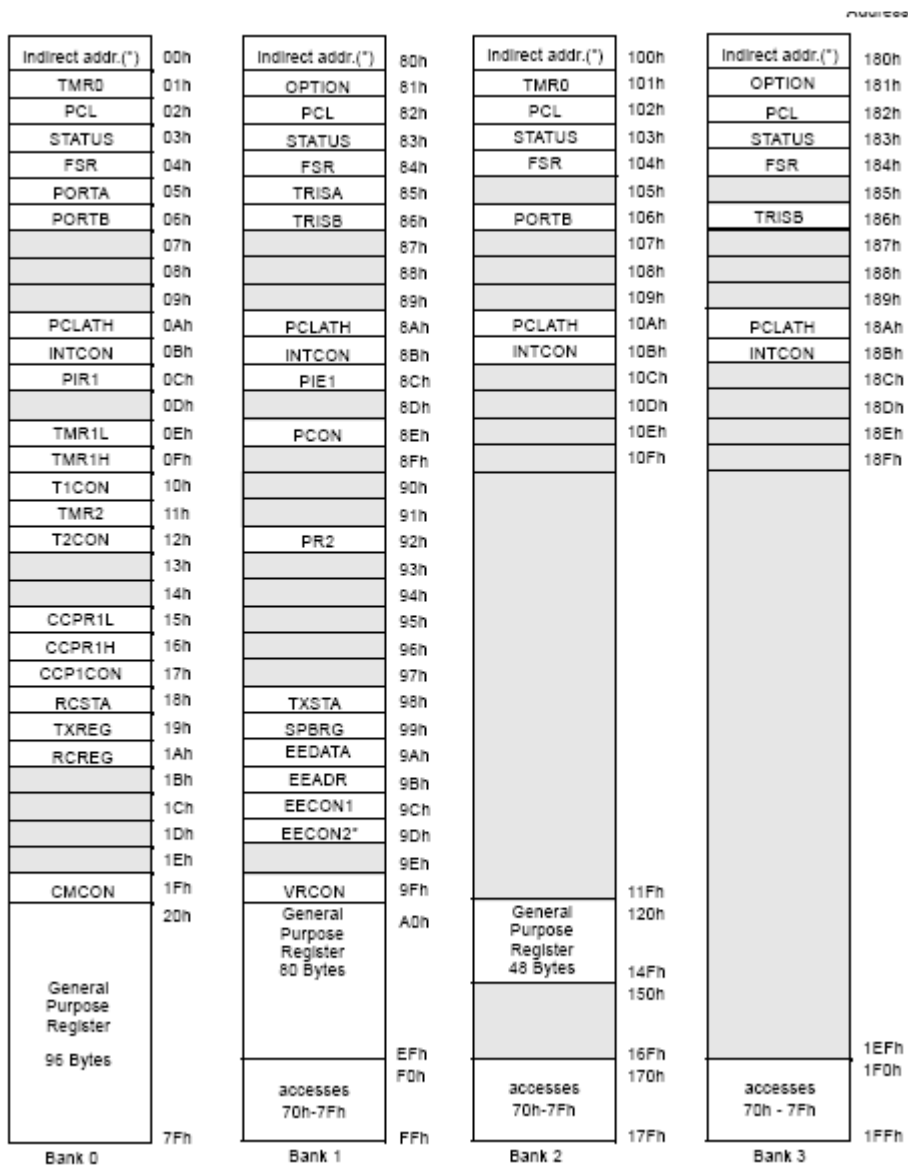 Address
Indirect addr.(*) 00h
TMR0 01h
PCL 02h
STATUS 03h
FSR 04h
PORTA 05h
PORTB 06h
07h
08h
09h
PCLATH 0Ah
INTCON 0Bh
PIR1 0Ch
0Dh
TMR1L 0Eh
TMR1H 0Fh
T1CON 10h
TMR2 11h
T2CON 12h
13h
14h
CCPR1L 15h
CCPR1H 16h
CCP1CON 17h
RCSTA 18h
TXREG 19h
RCREG 1Ah
1Bh
1Ch
1Dh
1Eh
CMCON 1Fh
20h
General
Purpose
Register
96 Bytes
7Fh
Bank 0
Indirect addr.(*) 80h
OPTION 81h
PCL 82h
STATUS 83h
FSR 84h
TRISA 85h
TRISB 86h
87h
88h
89h
PCLATH 8Ah
INTCON 8Bh
PIE1 8Ch
8Dh
PCON 8Eh
8Fh
90h
91h
PR2 92h
93h
94h
95h
96h
97h
TXSTA 98h
SPBRG 99h
EEDATA 9Ah
EEADR 9Bh
EECON1 9Ch
EECON2* 9Dh
9Eh
VRCON 9Fh
General A0h
Purpose
Register
80 Bytes
EFh
F0h
accesses
70h-7Fh
FFh
Bank 1
Indirect addr.(*) 100h
TMR0 101h
PCL 102h
STATUS 103h
FSR 104h
105h
PORTB 106h
107h
108h
109h
PCLATH 10Ah
INTCON 10Bh
10Ch
10Dh
10Eh
10Fh
11Fh
General 120h
Purpose
Register
48 Bytes
14Fh
150h
16Fh
170h
accesses
70h-7Fh
17Fh
Bank 2
Indirect addr.(*) 180h
OPTION 181h
PCL 182h
STATUS 183h
FSR 184h
185h
TRISB 186h
187h
188h
189h
PCLATH 18Ah
INTCON 18Bh
18Ch
18Dh
18Eh
18Fh
1EFh
1F0h
accesses
70h - 7Fh
1FFh
Bank 3